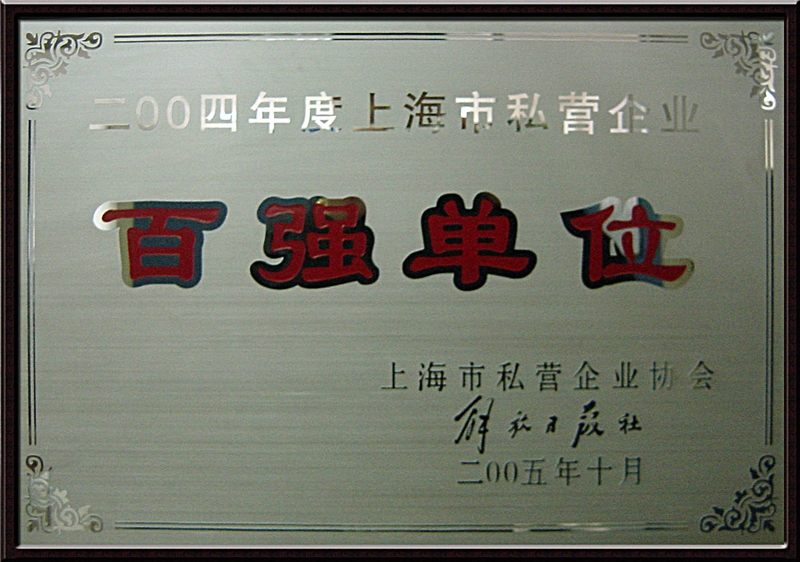 二00四年度上海市私营企业
百强单位
上海市私营企业协会
解放日报社
二00五年十月